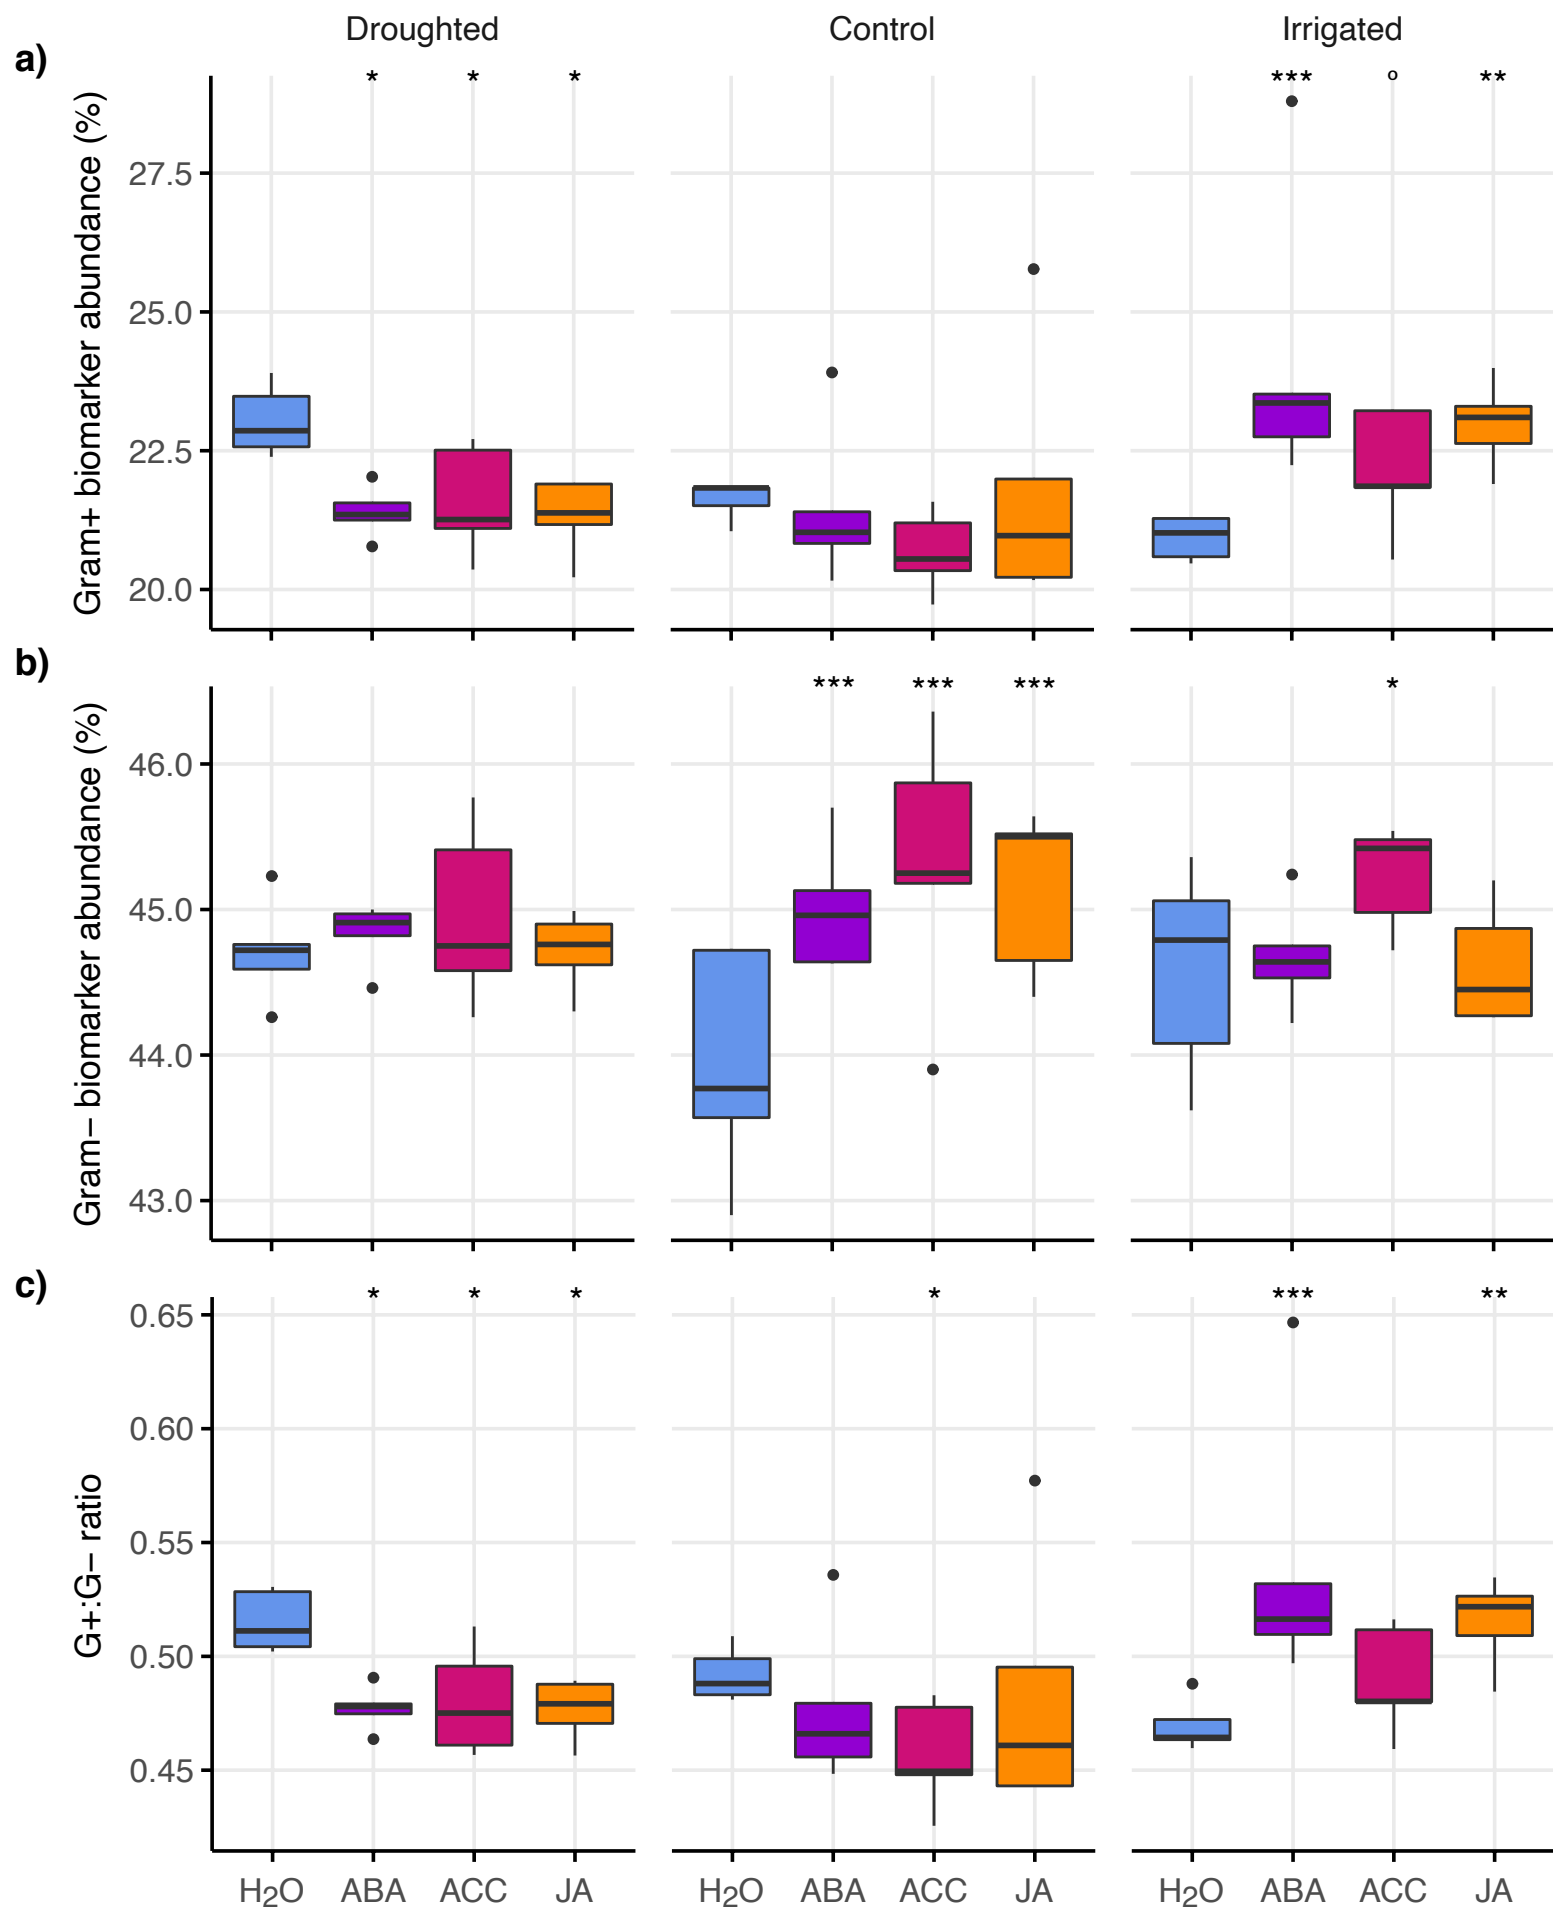 Droughted Control Irrigated
a)
* * * *** o **
Gram+ biomarker abundance (%)
27.5
25.0
22.5
20.0
b)
*** *** *** *
Gram− biomarker abundance (%)
46.0
45.0
44.0
43.0
c)
* * * * *** **
G+:G− ratio
0.65
0.60
0.55
0.50
0.45
H₂O ABA ACC JA H₂O ABA ACC JA H₂O ABA ACC JA